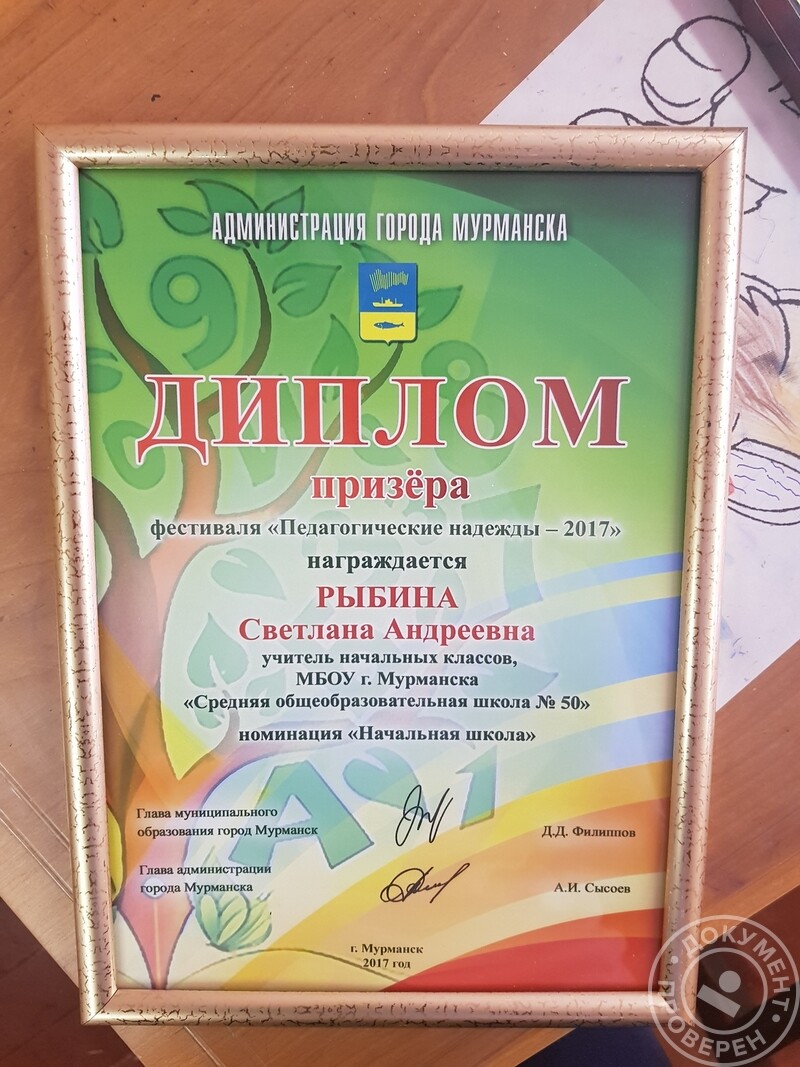 АДМИНИСТРАЦИЯ ГОРОДА МУРМАНСКА
ДИПЛОМ
призёра
фестиваля «Педагогические надежды – 2017»
награждается
РЫБИНА
Светлана Андреевна
учитель начальных классов,
МБОУ г. Мурманска
«Средняя общеобразовательная школа № 50»
номинация «Начальная школа»
Глава муниципального
образования город Мурманск
Д.Д. Филиппов
Глава администрации
города Мурманска
А.И. Сысоев
г. Мурманск
2017 год
ДОКУМЕНТ
ПРОВЕРЕН